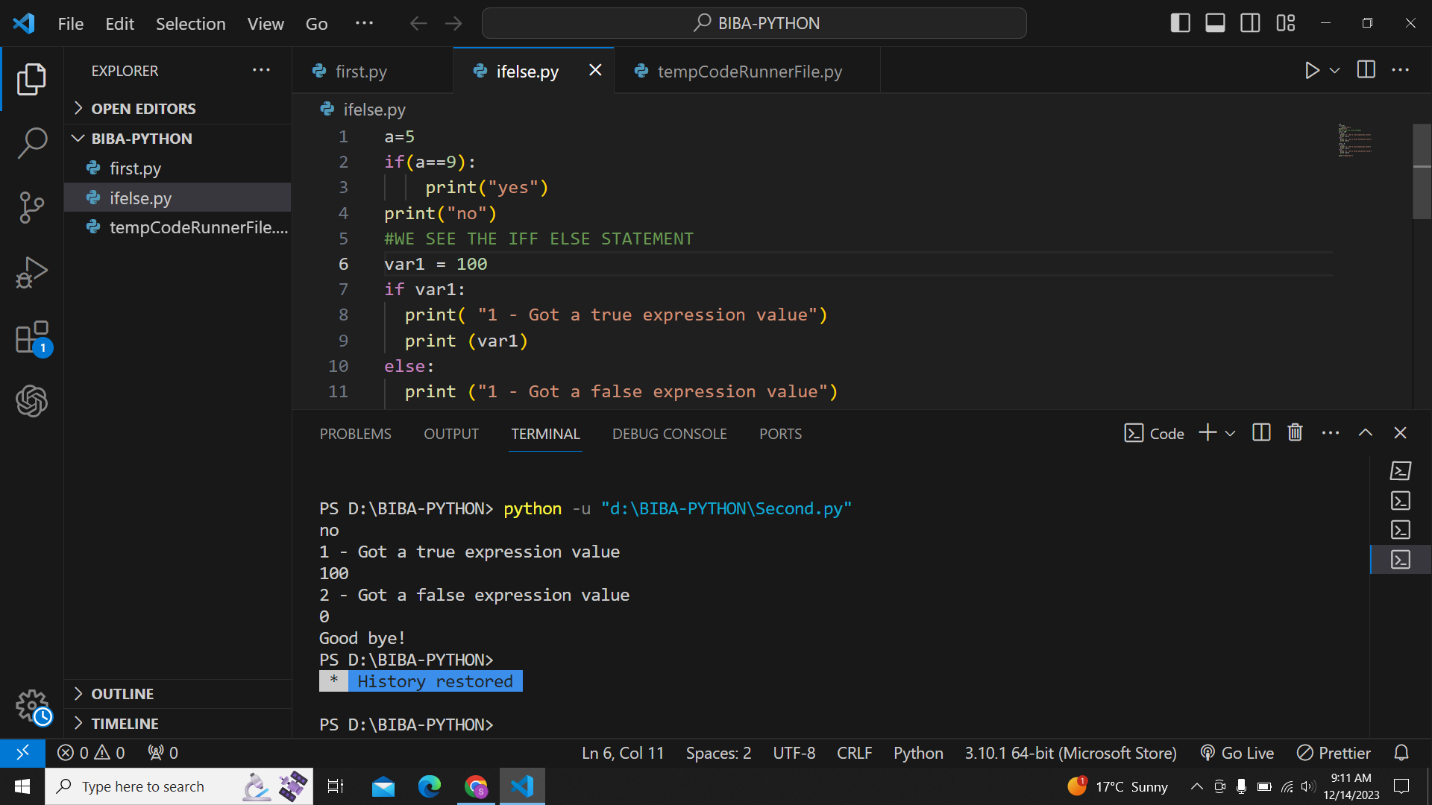 File Edit Selection View Go ··· BIBA-PYTHON
EXPLORER ···
OPEN EDITORS
BIBA-PYTHON
first.py
ifelse.py
tempCodeRunnerFile....
OUTLINE
TIMELINE
1
first.py ifelse.py tempCodeRunnerFile.py
ifelse.py
1 a=5
2 if(a==9):
3 print("yes")
4 print("no")
5 #WE SEE THE IFF ELSE STATEMENT
6 var1 = 100
7 if var1:
8 print( "1 - Got a true expression value")
9 print (var1)
10 else:
11 print ("1 - Got a false expression value")
PROBLEMS OUTPUT TERMINAL DEBUG CONSOLE PORTS Code
PS D:\BIBA-PYTHON> python -u "d:\BIBA-PYTHON\Second.py"
no
1 - Got a true expression value
100
2 - Got a false expression value
0
Good bye!
PS D:\BIBA-PYTHON>
* History restored
PS D:\BIBA-PYTHON>
0 0 0 Ln 6, Col 11 Spaces: 2 UTF-8 CRLF Python 3.10.1 64-bit (Microsoft Store) Go Live Prettier
Type here to search S 1 17°C Sunny 9:11 AM
12/14/2023